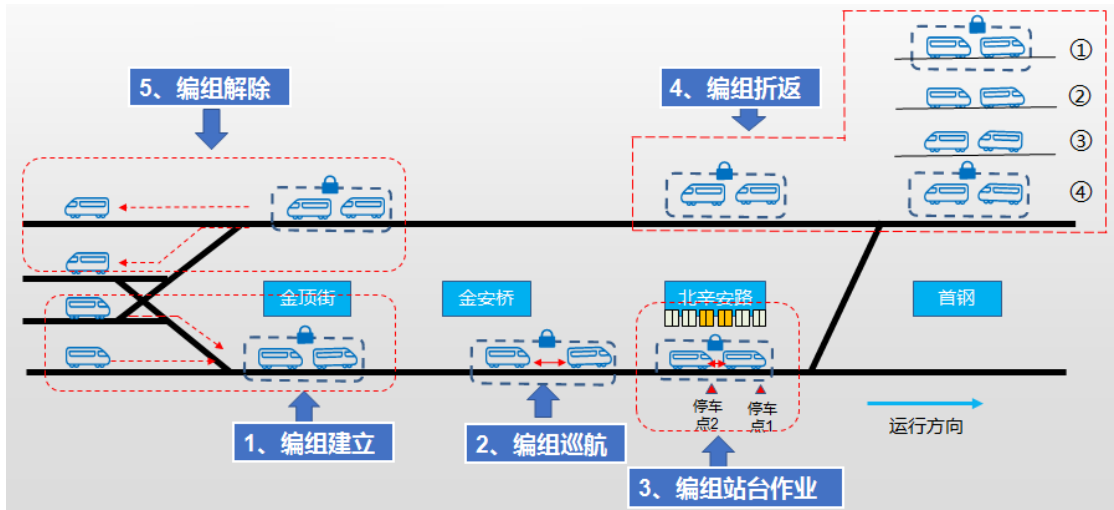 5、编组解除
4、编组折返
①
②
③
④
金顶街
金安桥
北辛安路
首钢
停车
点2
停车
点1
运行方向
1、编组建立
2、编组巡航
3、编组站台作业